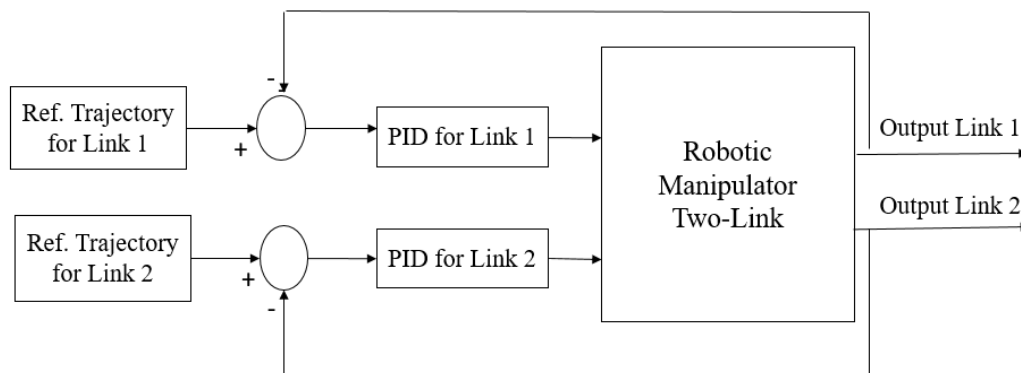 -
Ref. Trajectory
for Link 1
+
PID for Link 1
Robotic
Manipulator
Two-Link
Output Link 1
Output Link 2
Ref. Trajectory
for Link 2
+
-
PID for Link 2